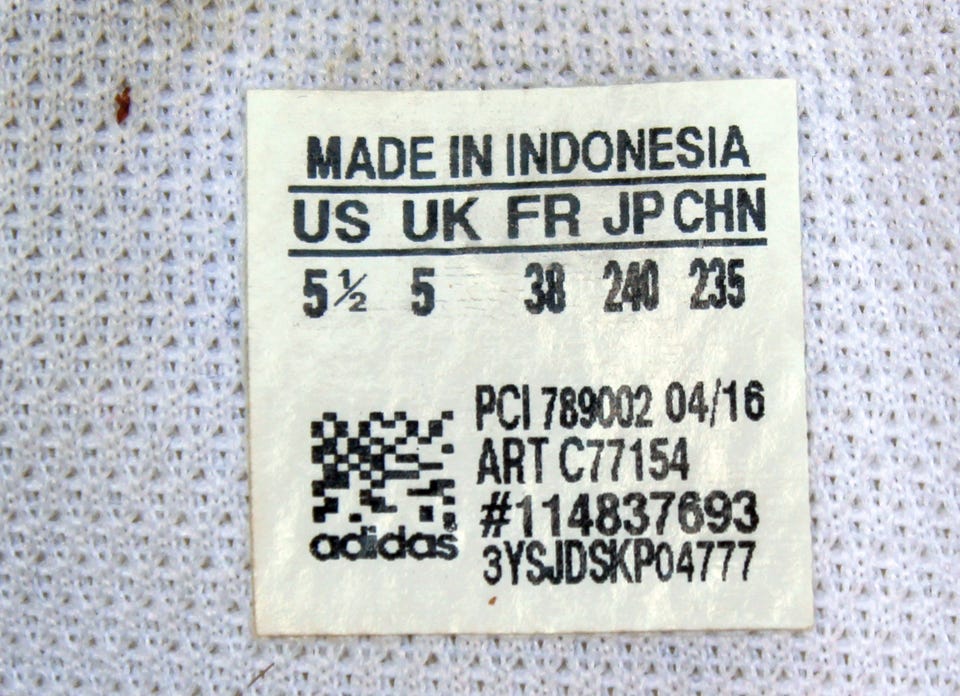 MADE IN INDONESIA
US UK FR JP CHN
5½ 5 38 240 235
PCI 789002 04/16
ART C77154
#114837693
adidas®
3YSJDSKP04777